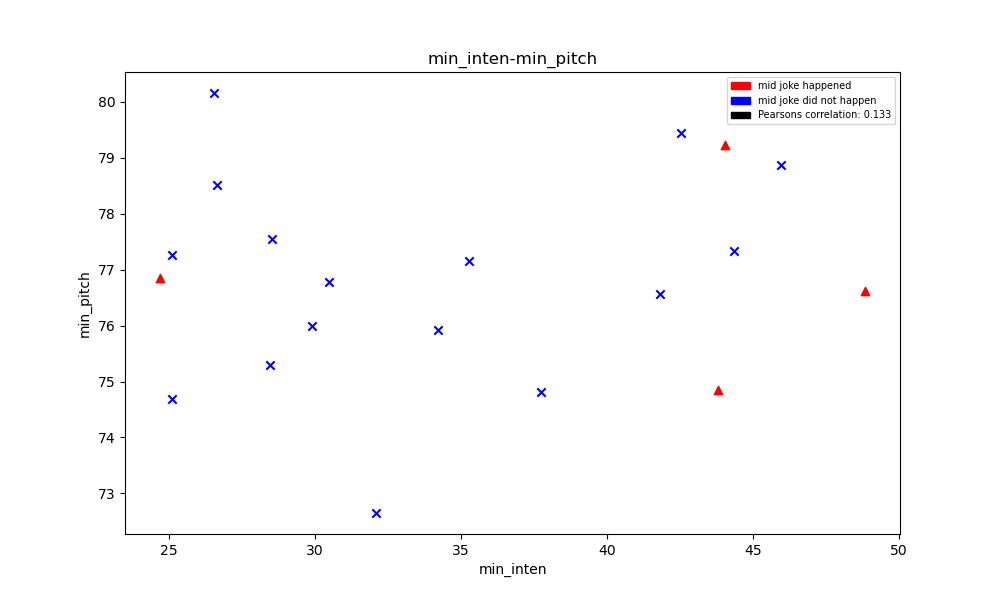 min_inten-min_pitch
mid joke happened
mid joke did not happen
Pearsons correlation: 0.133
80
79
78
77
76
75
74
73
min_pitch
25
30
35
40
45
50
min_inten